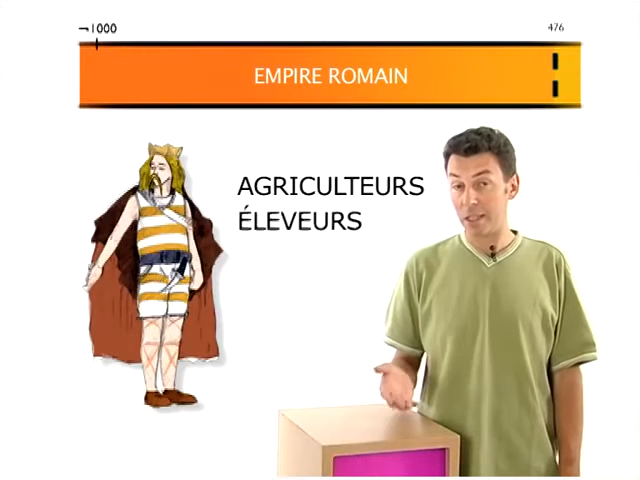 ¬1000
476
EMPIRE ROMAIN
AGRICULTEURS
ÉLEVEURS